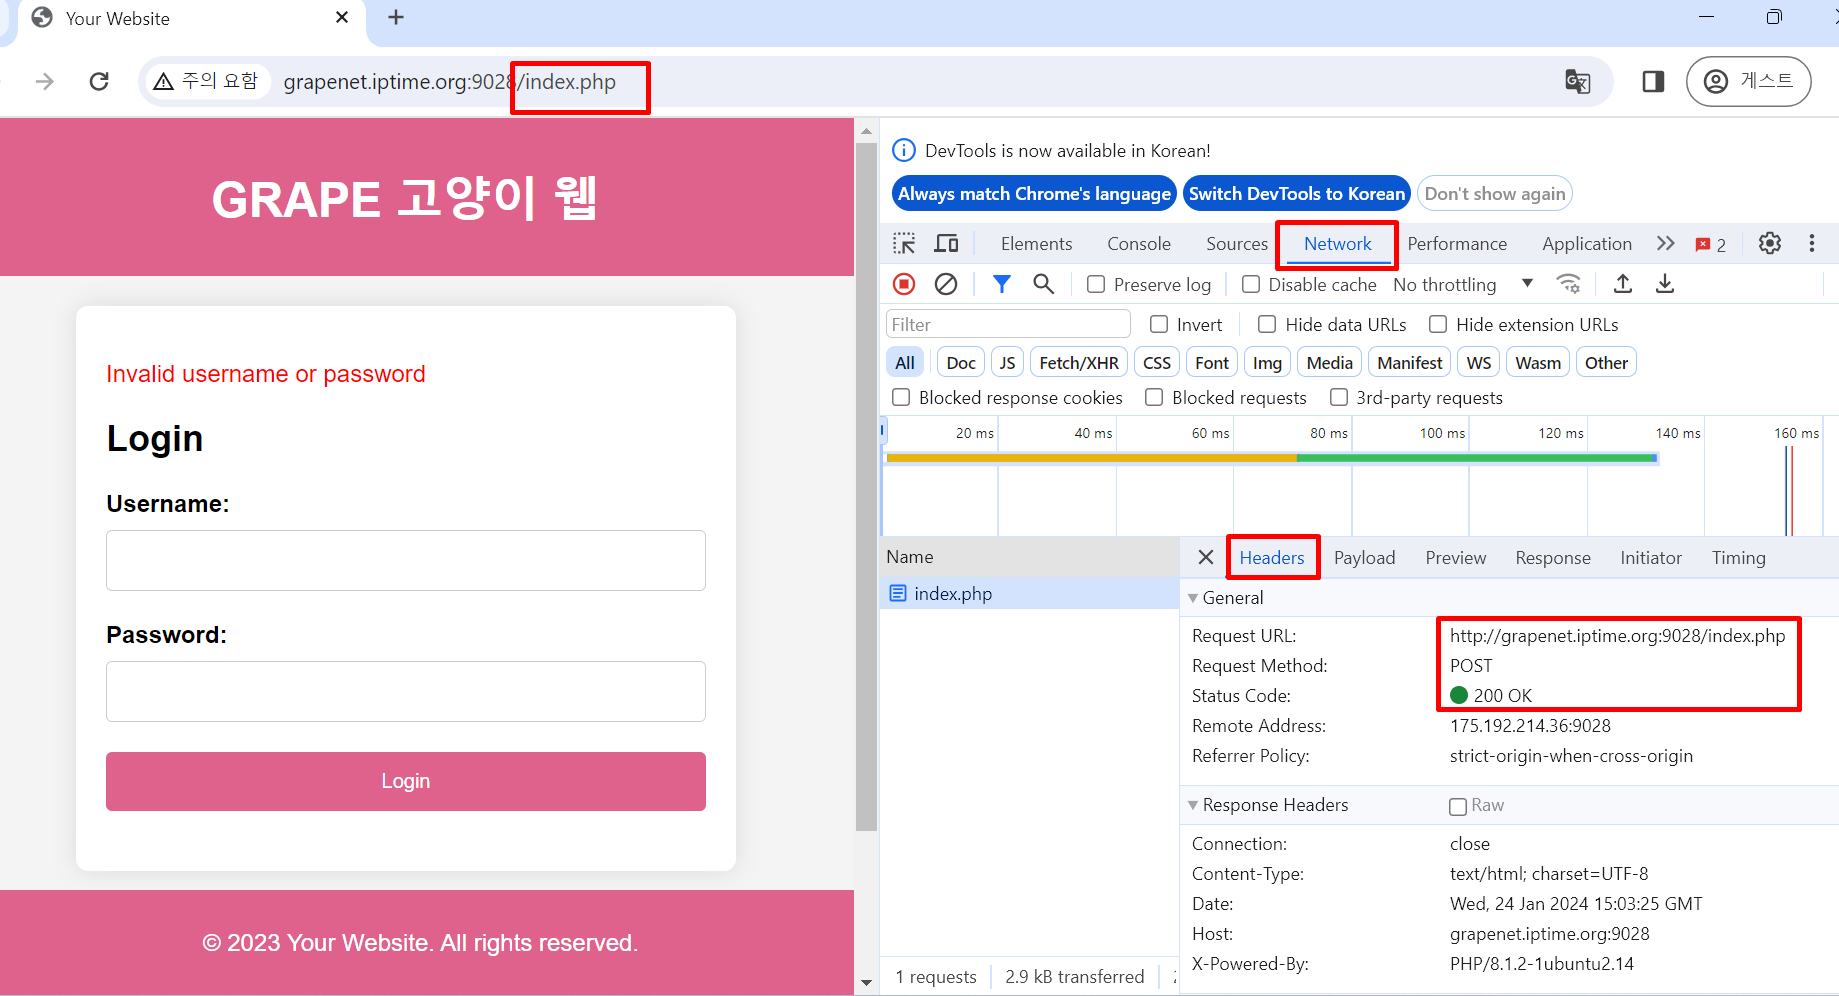 Your Website
주의 요함
grapenet.iptime.org:9028/index.php
게스트
GRAPE 고양이 웹
Invalid username or password
Login
Username:
Password:
Login
© 2023 Your Website. All rights reserved.
DevTools is now available in Korean!
Always match Chrome's language Switch DevTools to Korean Don't show again
Elements Console Sources Network Performance Application 2
Preserve log Disable cache No throttling
Filter Invert Hide data URLs Hide extension URLs
All Doc JS Fetch/XHR CSS Font Img Media Manifest WS Wasm Other
Blocked response cookies Blocked requests 3rd-party requests
20 ms 40 ms 60 ms 80 ms 100 ms 120 ms 140 ms 160 ms
Name
index.php
Headers Payload Preview Response Initiator Timing
General
Request URL: http://grapenet.iptime.org:9028/index.php
Request Method: POST
Status Code: 200 OK
Remote Address: 175.192.214.36:9028
Referrer Policy: strict-origin-when-cross-origin
Response Headers Raw
Connection: close
Content-Type: text/html; charset=UTF-8
Date: Wed, 24 Jan 2024 15:03:25 GMT
Host: grapenet.iptime.org:9028
X-Powered-By: PHP/8.1.2-1ubuntu2.14
1 requests 2.9 kB transferred